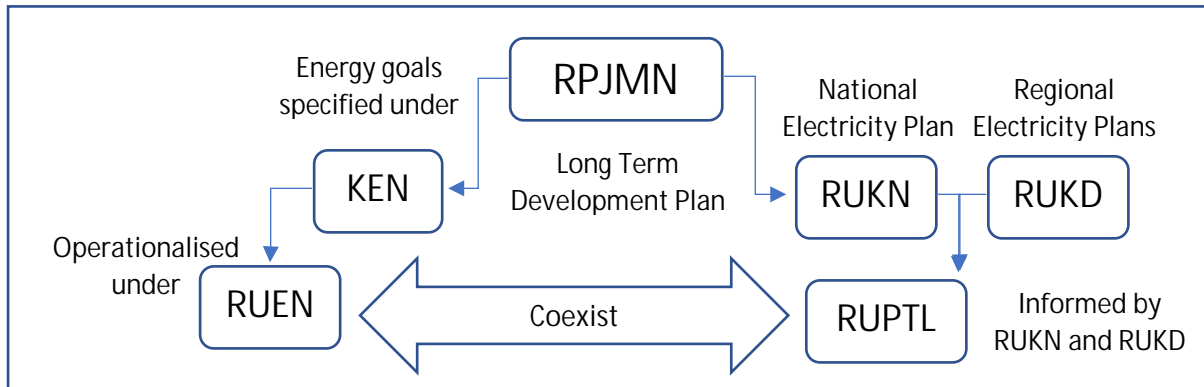 Energy goals
specified under
RPJMN
Long Term
Development Plan
National
Electricity Plan
Regional
Electricity Plans
KEN
RUKN
RUKD
Operationalised
under
RUEN
Coexist
RUPTL
Informed by
RUKN and RUKD